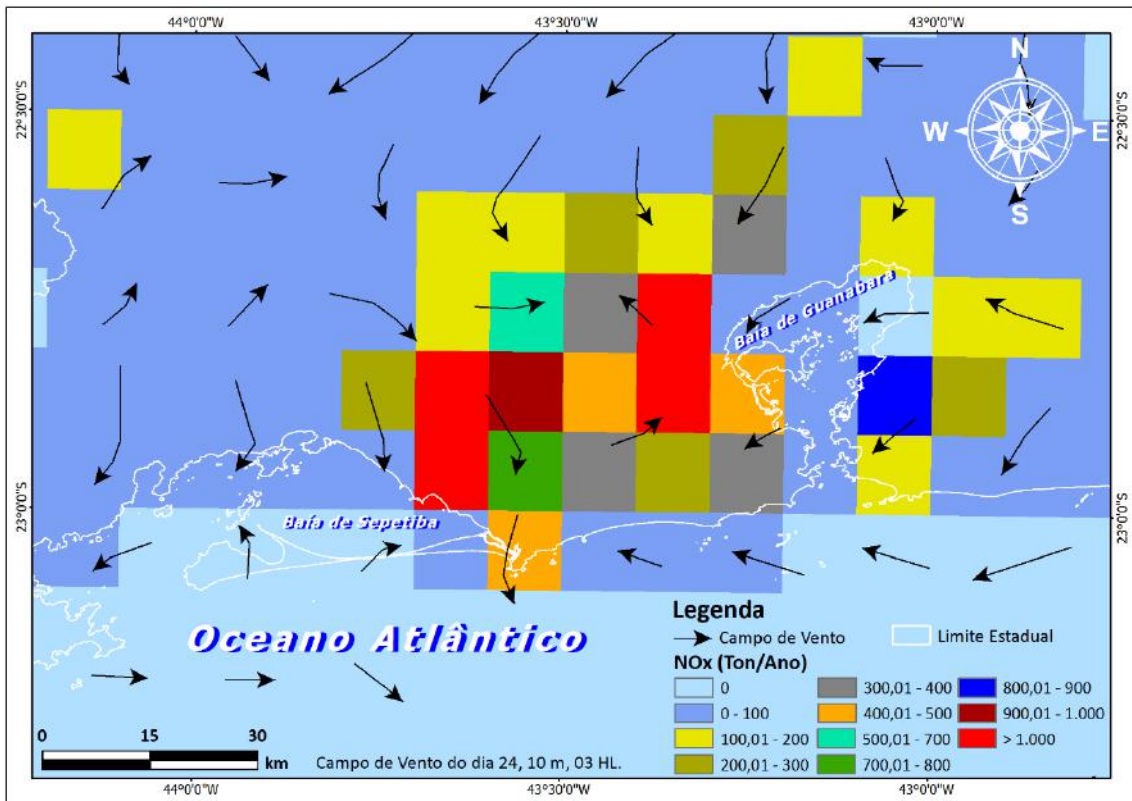 44°0'0"W 43°30'0"W 43°0'0"W
N
22°30'0"S 22°30'0"S
W E
S
Baía de Guanabara
23°0'0"S 23°0'0"S
Baía de Sepetiba
Oceano Atlântico
Legenda
Campo de Vento Limite Estadual
NOx (Ton/Ano)
0 300,01 - 400 800,01 - 900
0 - 100 400,01 - 500 900,01 - 1.000
100,01 - 200 500,01 - 700 > 1.000
200,01 - 300 700,01 - 800
0 15 30
km
Campo de Vento do dia 24, 10 m, 03 HL.
44°0'0"W 43°30'0"W 43°0'0"W